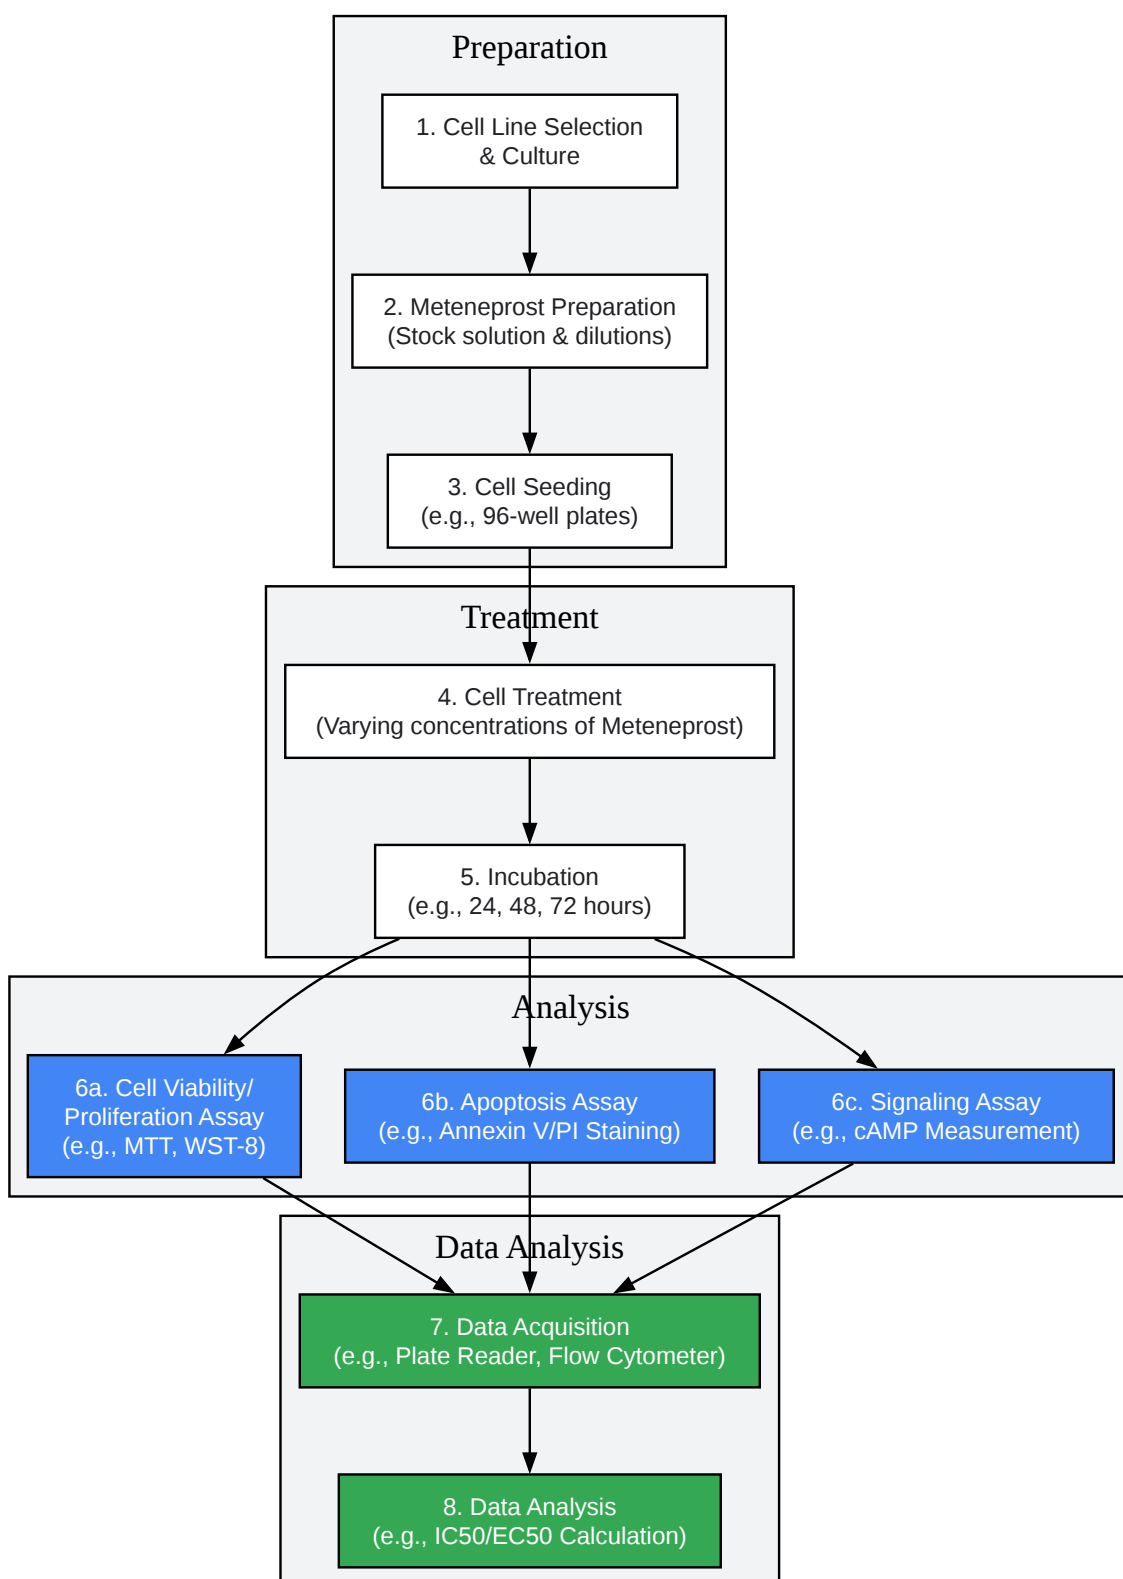 Preparation
1. Cell Line Selection
& Culture
2. Meteneprost Preparation
(Stock solution & dilutions)
3. Cell Seeding
(e.g., 96-well plates)
Treatment
4. Cell Treatment
(Varying concentrations of Meteneprost)
5. Incubation
(e.g., 24, 48, 72 hours)
Analysis
6a. Cell Viability/
Proliferation Assay
(e.g., MTT, WST-8)
6b. Apoptosis Assay
(e.g., Annexin V/PI Staining)
6c. Signaling Assay
(e.g., cAMP Measurement)
Data Analysis
7. Data Acquisition
(e.g., Plate Reader, Flow Cytometer)
8. Data Analysis
(e.g., IC50/EC50 Calculation)